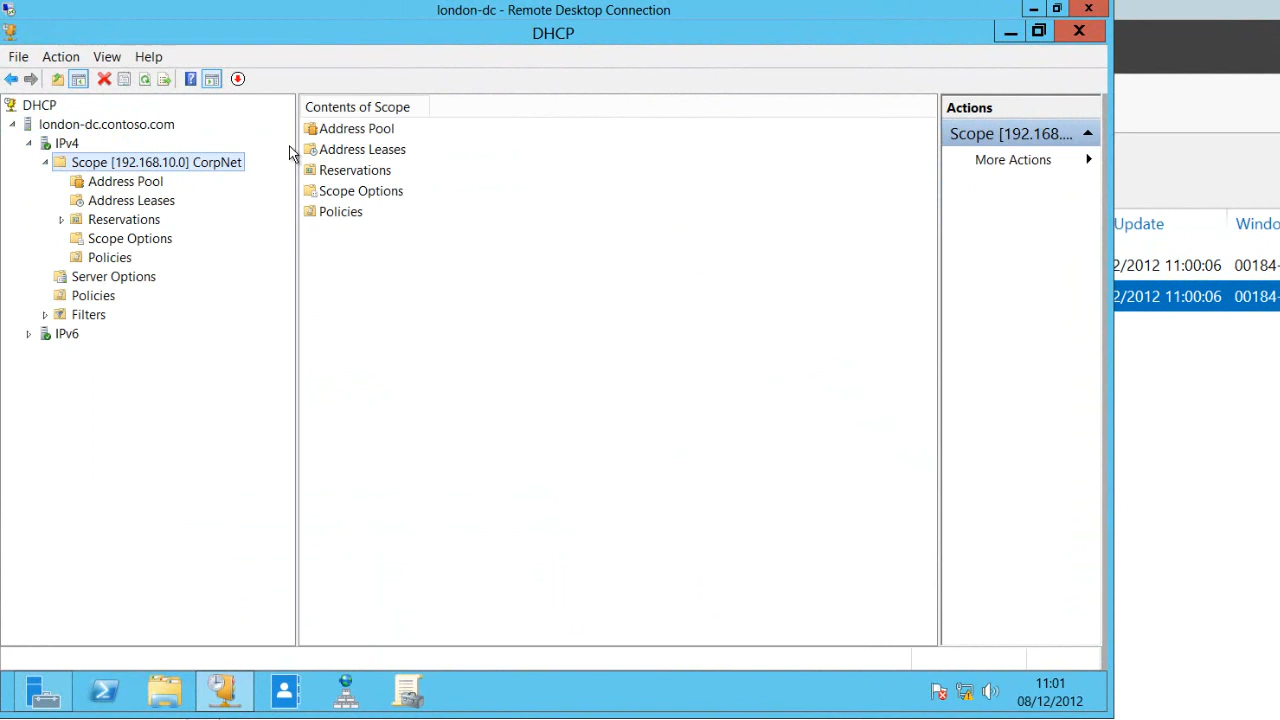 london-dc - Remote Desktop Connection
DHCP
File Action View Help
DHCP
london-dc.contoso.com
IPv4
Scope [192.168.10.0] CorpNet
Address Pool
Address Leases
Reservations
Scope Options
Policies
Server Options
Policies
Filters
IPv6
Contents of Scope
Address Pool
Address Leases
Reservations
Scope Options
Policies
Actions
Scope [192.168....
More Actions
Update Windo
2/2012 11:00:06 00184-
2/2012 11:00:06 00184-
11:01
08/12/2012